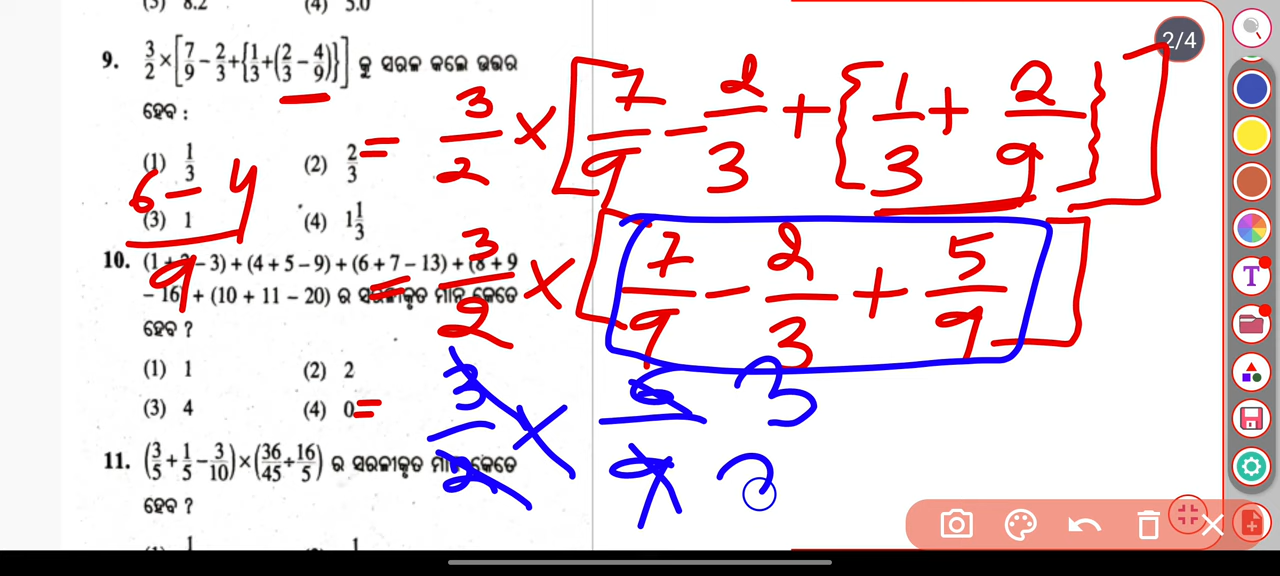 (3) 8.2 (4) 5.0
2/4
9. 3/2 × [7/9 − 2/3 + {1/3 + (2/3 − 4/9)}] କୁ ସରଳ କଲେ ଉତ୍ତର
ହେବ :
(1) 1/3 (2) 2/3
(3) 1 (4) 1 1/3
= 3/2 × [7/9 − 2/3 + {1/3 + 2/9}]
6 − 4
9
= 3/2 × [7/9 − 2/3 + 5/9]
10. (1 + 2 − 3) + (4 + 5 − 9) + (6 + 7 − 13) + (8 + 9
− 16) + (10 + 11 − 20) ର ସରଳୀକୃତ ମାନ କେତେ
ହେବ ?
(1) 1 (2) 2
(3) 4 (4) 0
= 3/2 × 6/9 3
3
11. (3/5 + 1/5 − 3/10) × (36/45 + 16/5) ର ସରଳୀକୃତ ମାନ କେତେ
ହେବ ?
T